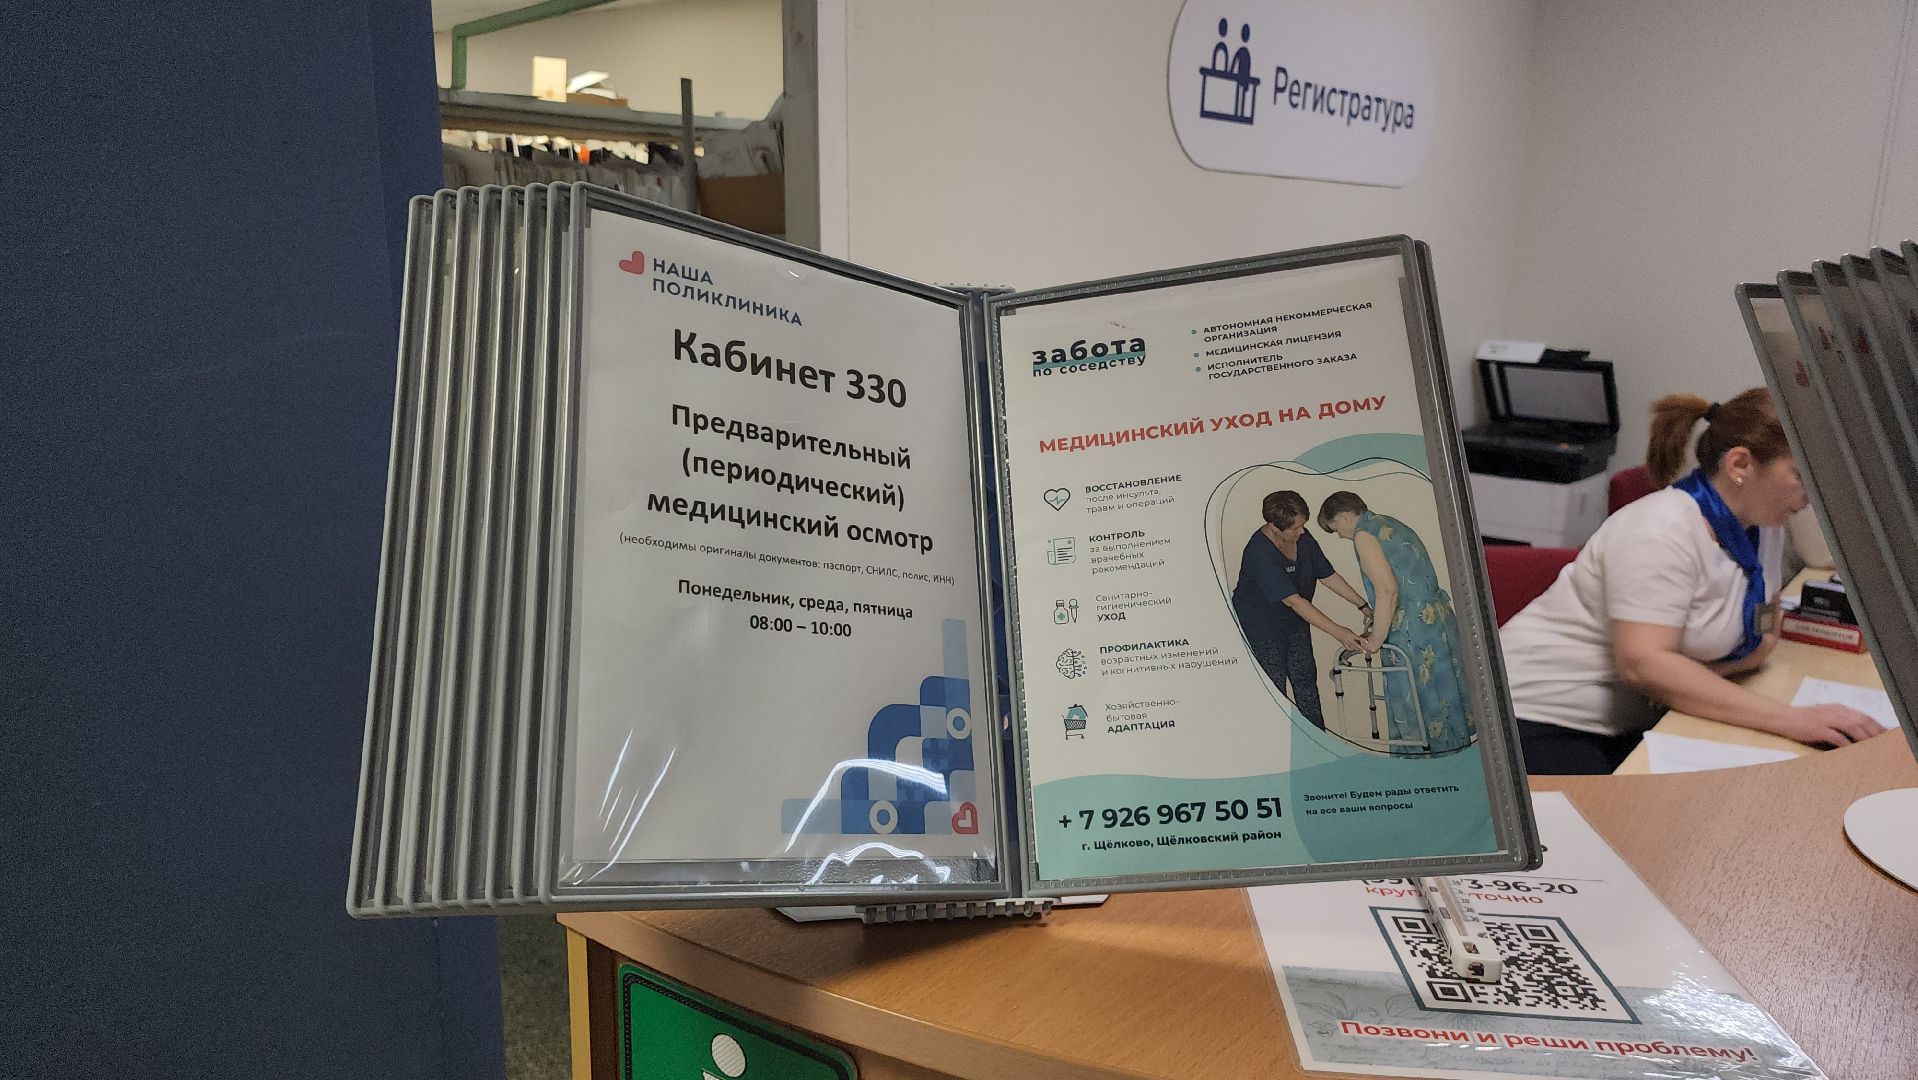 Регистратура
НАША
ПОЛИКЛИНИКА
Кабинет 330
Предварительный
(периодический)
медицинский осмотр
(необходимы оригиналы документов: паспорт, СНИЛС, полис, ИНН)
Понедельник, среда, пятница
08:00 – 10:00
забота
по соседству
АВТОНОМНАЯ НЕКОММЕРЧЕСКАЯ
ОРГАНИЗАЦИЯ
МЕДИЦИНСКАЯ ЛИЦЕНЗИЯ
ИСПОЛНИТЕЛЬ
ГОСУДАРСТВЕННОГО ЗАКАЗА
МЕДИЦИНСКИЙ УХОД НА ДОМУ
ВОССТАНОВЛЕНИЕ
после инсульта,
травм и операций
КОНТРОЛЬ
за выполнением
врачебных
рекомендаций
Санитарно-
гигиенический
УХОД
ПРОФИЛАКТИКА
возрастных изменений
и когнитивных нарушений
Хозяйственно-
бытовая
АДАПТАЦИЯ
+ 7 926 967 50 51
г. Щёлково, Щёлковский район
Звоните! Будем рады ответить
на все ваши вопросы
3-96-20
Позвони и реши проблему!